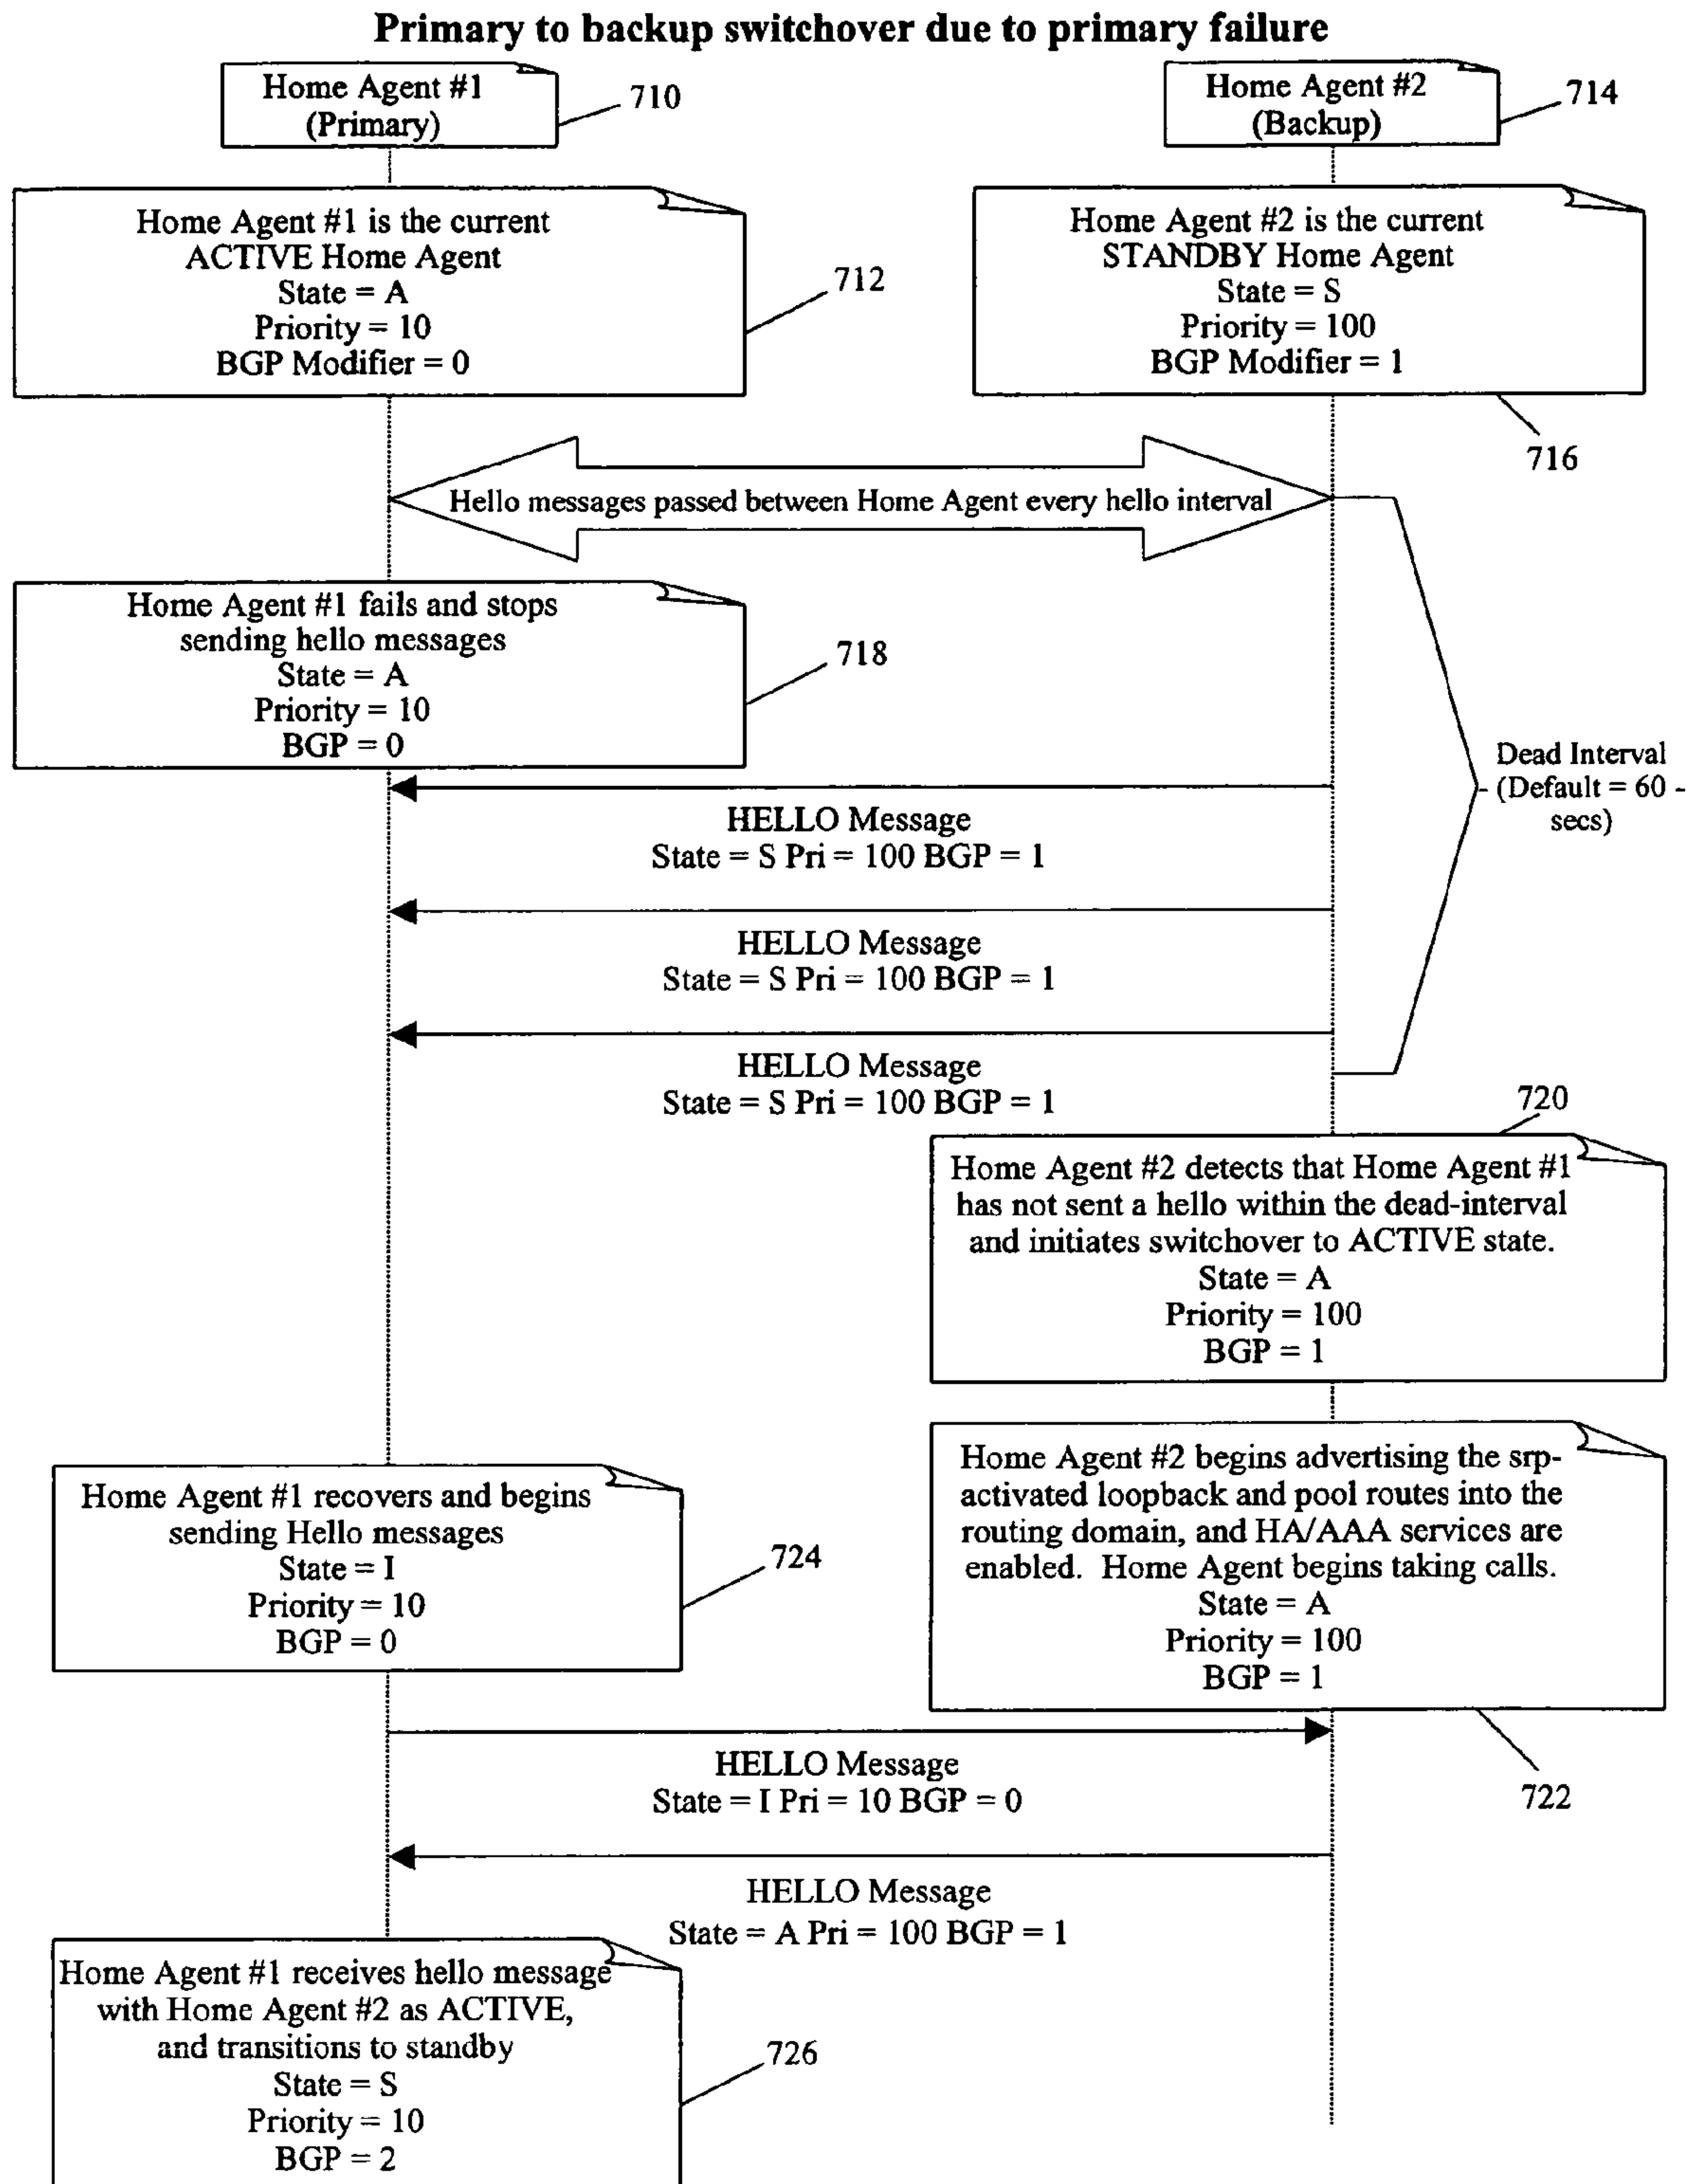 Primary to backup switchover due to primary failure
Home Agent #1
(Primary)
710
Home Agent #2
(Backup)
714
Home Agent #1 is the current
ACTIVE Home Agent
State = A
Priority = 10
BGP Modifier = 0
712
Home Agent #2 is the current
STANDBY Home Agent
State = S
Priority = 100
BGP Modifier = 1
716
Hello messages passed between Home Agent every hello interval
Home Agent #1 fails and stops
sending hello messages
State = A
Priority = 10
BGP = 0
718
Dead Interval
- (Default = 60 -
secs)
HELLO Message
State = S Pri = 100 BGP = 1
HELLO Message
State = S Pri = 100 BGP = 1
HELLO Message
State = S Pri = 100 BGP = 1
720
Home Agent #2 detects that Home Agent #1
has not sent a hello within the dead-interval
and initiates switchover to ACTIVE state.
State = A
Priority = 100
BGP = 1
Home Agent #2 begins advertising the srp-
activated loopback and pool routes into the
routing domain, and HA/AAA services are
enabled. Home Agent begins taking calls.
State = A
Priority = 100
BGP = 1
722
Home Agent #1 recovers and begins
sending Hello messages
State = I
Priority = 10
BGP = 0
724
HELLO Message
State = I Pri = 10 BGP = 0
HELLO Message
State = A Pri = 100 BGP = 1
Home Agent #1 receives hello message
with Home Agent #2 as ACTIVE,
and transitions to standby
State = S
Priority = 10
BGP = 2
726